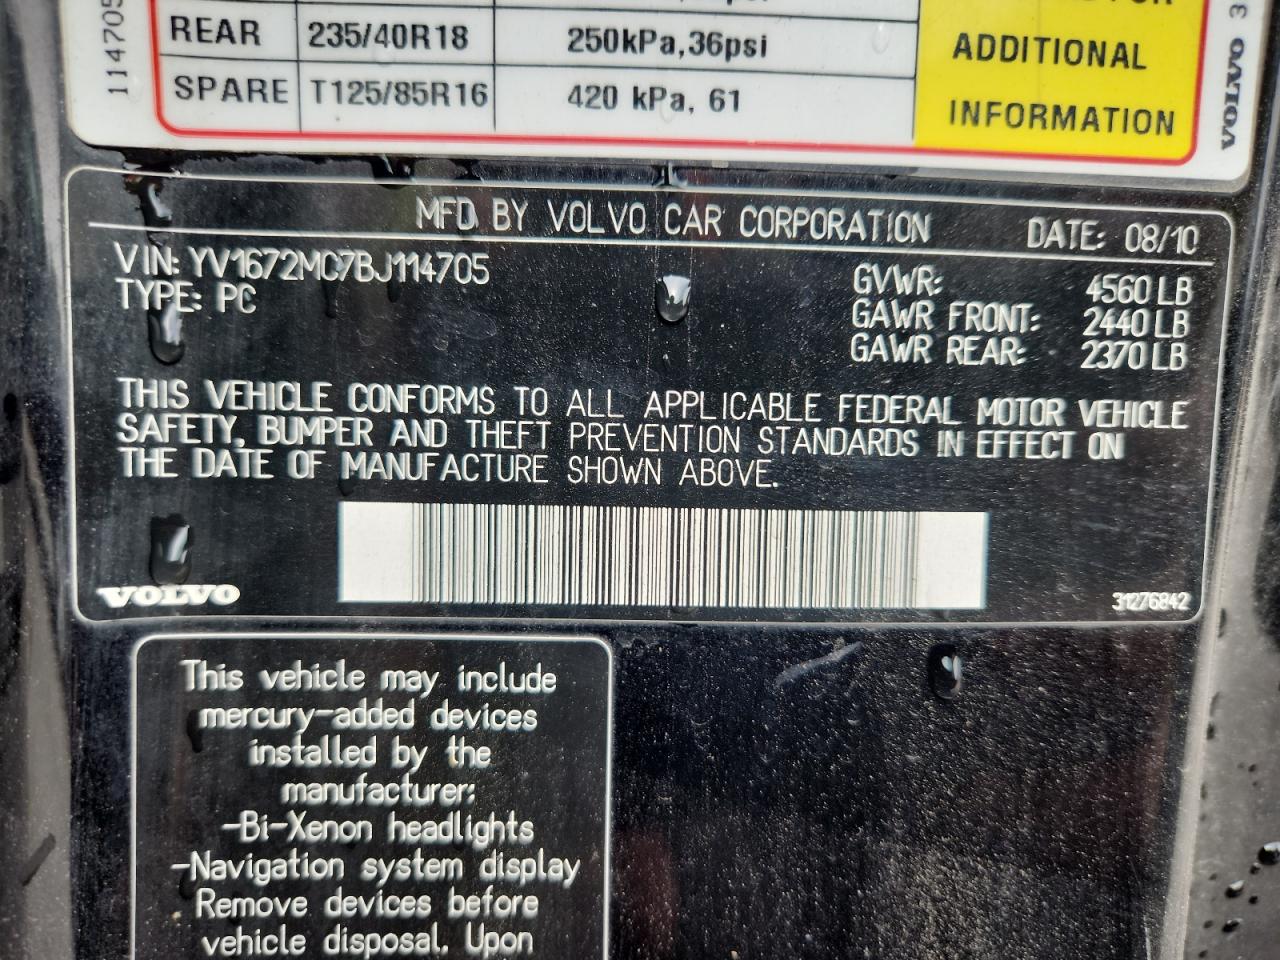 REAR 235/40R18 250kPa,36psi
SPARE T125/85R16 420 kPa, 61
ADDITIONAL
INFORMATION
114705
VOLVO 3
MFD. BY VOLVO CAR CORPORATION DATE: 08/10
VIN: YV1672MC7BJ114705
TYPE: PC
GVWR: 4560 LB
GAWR FRONT: 2440 LB
GAWR REAR: 2370 LB
THIS VEHICLE CONFORMS TO ALL APPLICABLE FEDERAL MOTOR VEHICLE
SAFETY, BUMPER AND THEFT PREVENTION STANDARDS IN EFFECT ON
THE DATE OF MANUFACTURE SHOWN ABOVE.
VOLVO
31276842
This vehicle may include
mercury-added devices
installed by the
manufacturer:
-Bi-Xenon headlights
-Navigation system display
Remove devices before
vehicle disposal. Upon